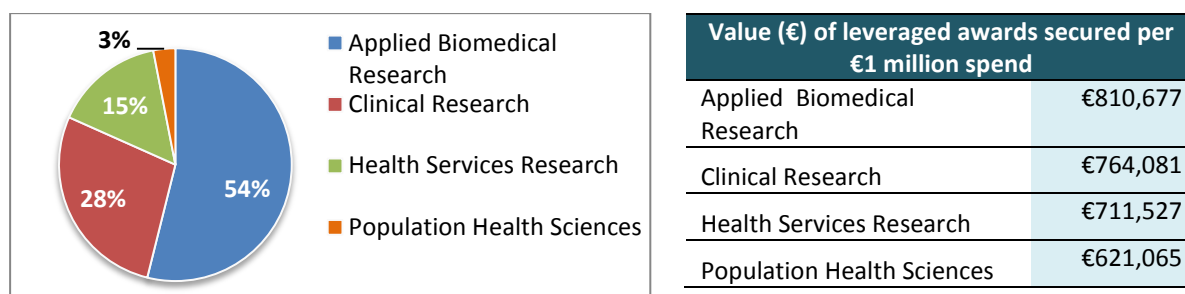 3%
15%
28%
54%
Applied Biomedical
Research
Clinical Research
Health Services Research
Population Health Sciences
Value (€) of leveraged awards secured per
€1 million spend
Applied Biomedical €810,677
Research
Clinical Research €764,081
Health Services Research €711,527
Population Health Sciences €621,065